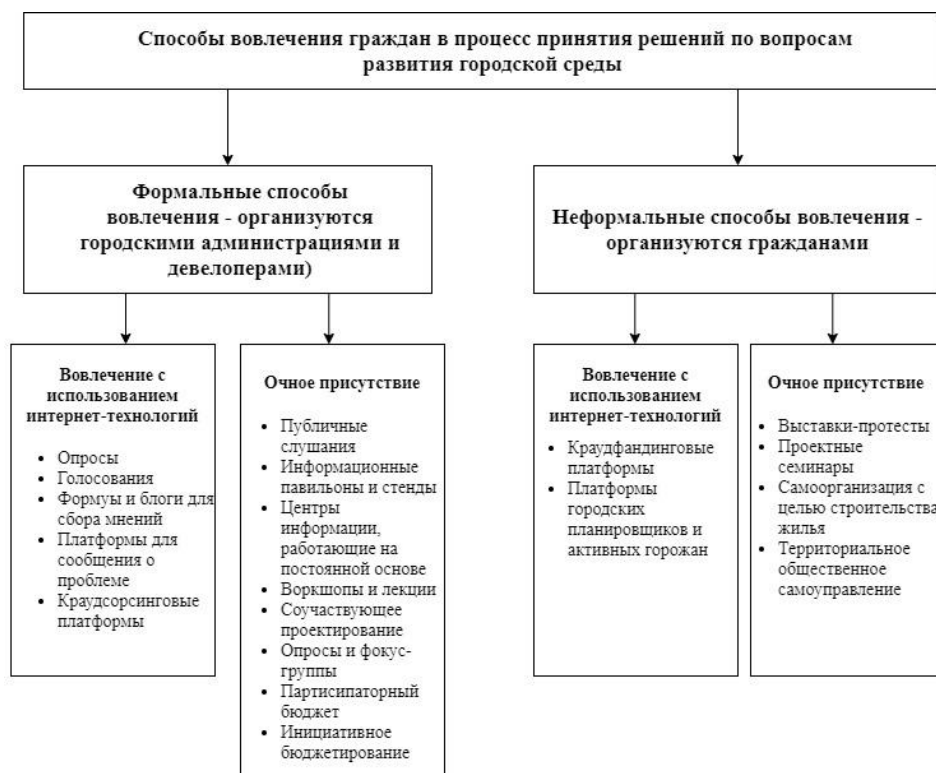 Способы вовлечения граждан в процесс принятия решений по вопросам
развития городской среды
Формальные способы
вовлечения - организуются
городскими администрациями и
девелоперами)
Неформальные способы вовлечения -
организуются гражданами
Вовлечение с
использованием
интернет-технологий
• Опросы
• Голосования
• Формуы и блоги для
сбора мнений
• Платформы для
сообщения о
проблеме
• Краудсорсинговые
платформы
Очное присутствие
• Публичные
слушания
• Информационные
павильоны и стенды
• Центры
информации,
работающие на
постоянной основе
• Воркшопы и лекции
• Соучаствующее
проектирование
• Опросы и фокус-
группы
• Партисипаторный
бюджет
• Инициативное
бюджетирование
Вовлечение с
использованием
интернет-технологий
• Краудфандинговые
платформы
• Платформы
городских
планировщиков и
активных горожан
Очное присутствие
• Выставки-протесты
• Проектные
семинары
• Самоорганизация с
целью строительства
жилья
• Территориальное
общественное
самоуправление